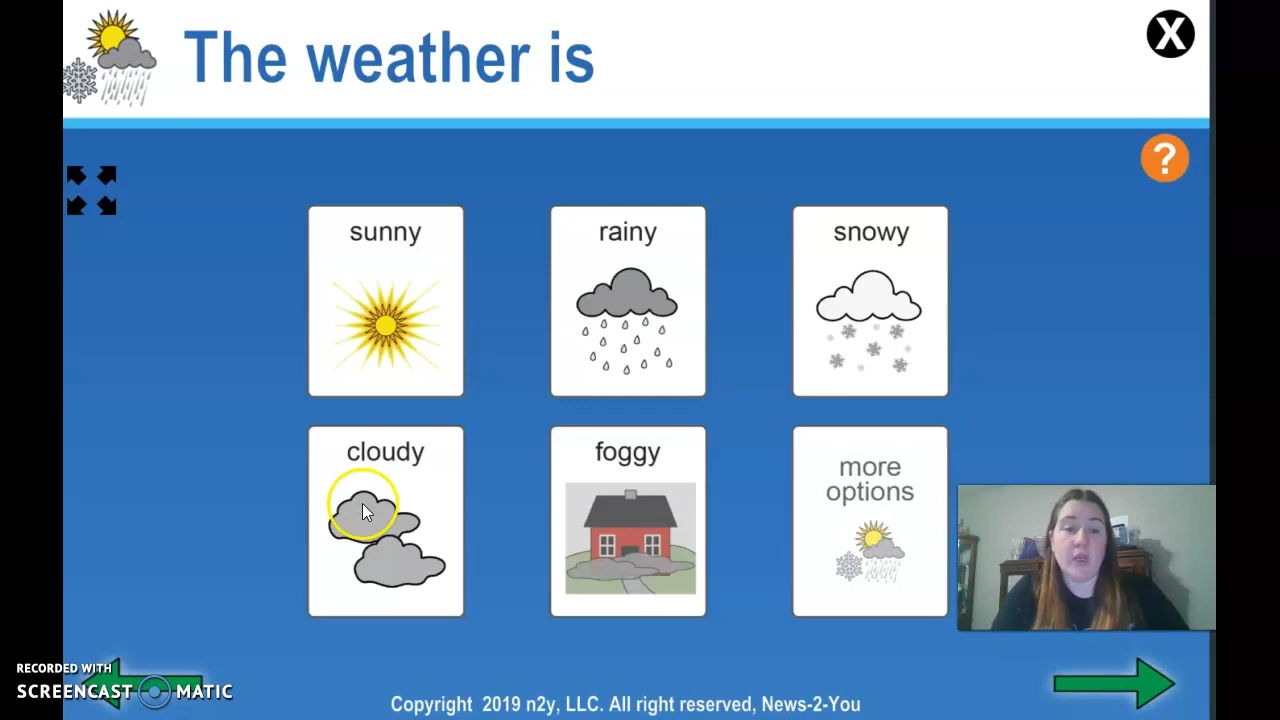 The weather is
X
?
sunny
rainy
snowy
cloudy
foggy
more
options
RECORDED WITH
SCREENCAST MATIC
Copyright 2019 n2y, LLC. All right reserved, News-2-You